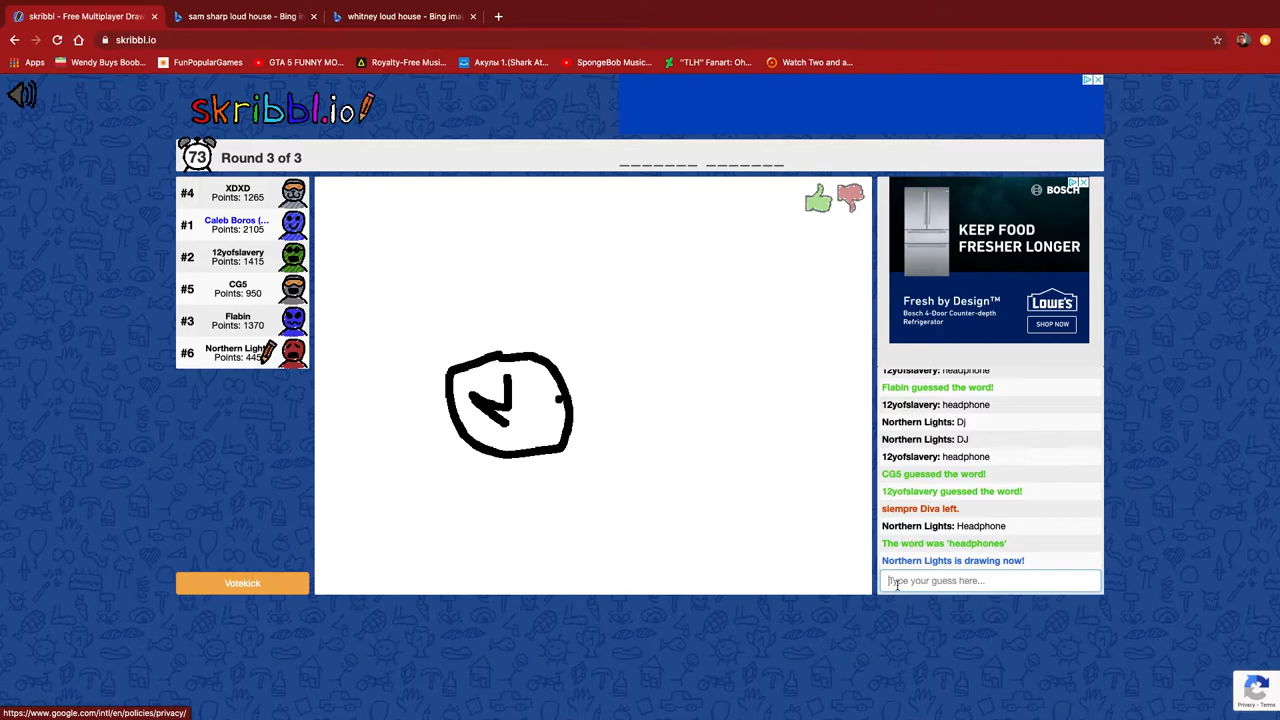 skribbl - Free Multiplayer Draw
sam sharp loud house - Bing im
whitney loud house - Bing ima
skribbl.io
Apps
Wendy Buys Boob...
FunPopularGames
GTA 5 FUNNY MO...
Royalty-Free Musi...
Акулы 1.(Shark At...
SpongeBob Music...
"TLH" Fanart: Oh...
Watch Two and a...
skribbl.io
73
Round 3 of 3
_______ _______
#4 XDXD
Points: 1265
#1 Caleb Boros (...
Points: 2105
#2 12yofslavery
Points: 1415
#5 CG5
Points: 950
#3 Flabin
Points: 1370
#6 Northern Ligh
Points: 445
Votekick
BOSCH
KEEP FOOD
FRESHER LONGER
Fresh by Design™
Bosch 4-Door Counter-depth
Refrigerator
LOWE'S
SHOP NOW
12yofslavery: headphone
Flabin guessed the word!
12yofslavery: headphone
Northern Lights: Dj
Northern Lights: DJ
12yofslavery: headphone
CG5 guessed the word!
12yofslavery guessed the word!
siempre Diva left.
Northern Lights: Headphone
The word was 'headphones'
Northern Lights is drawing now!
Type your guess here...
Privacy - Terms
https://www.google.com/intl/en/policies/privacy/